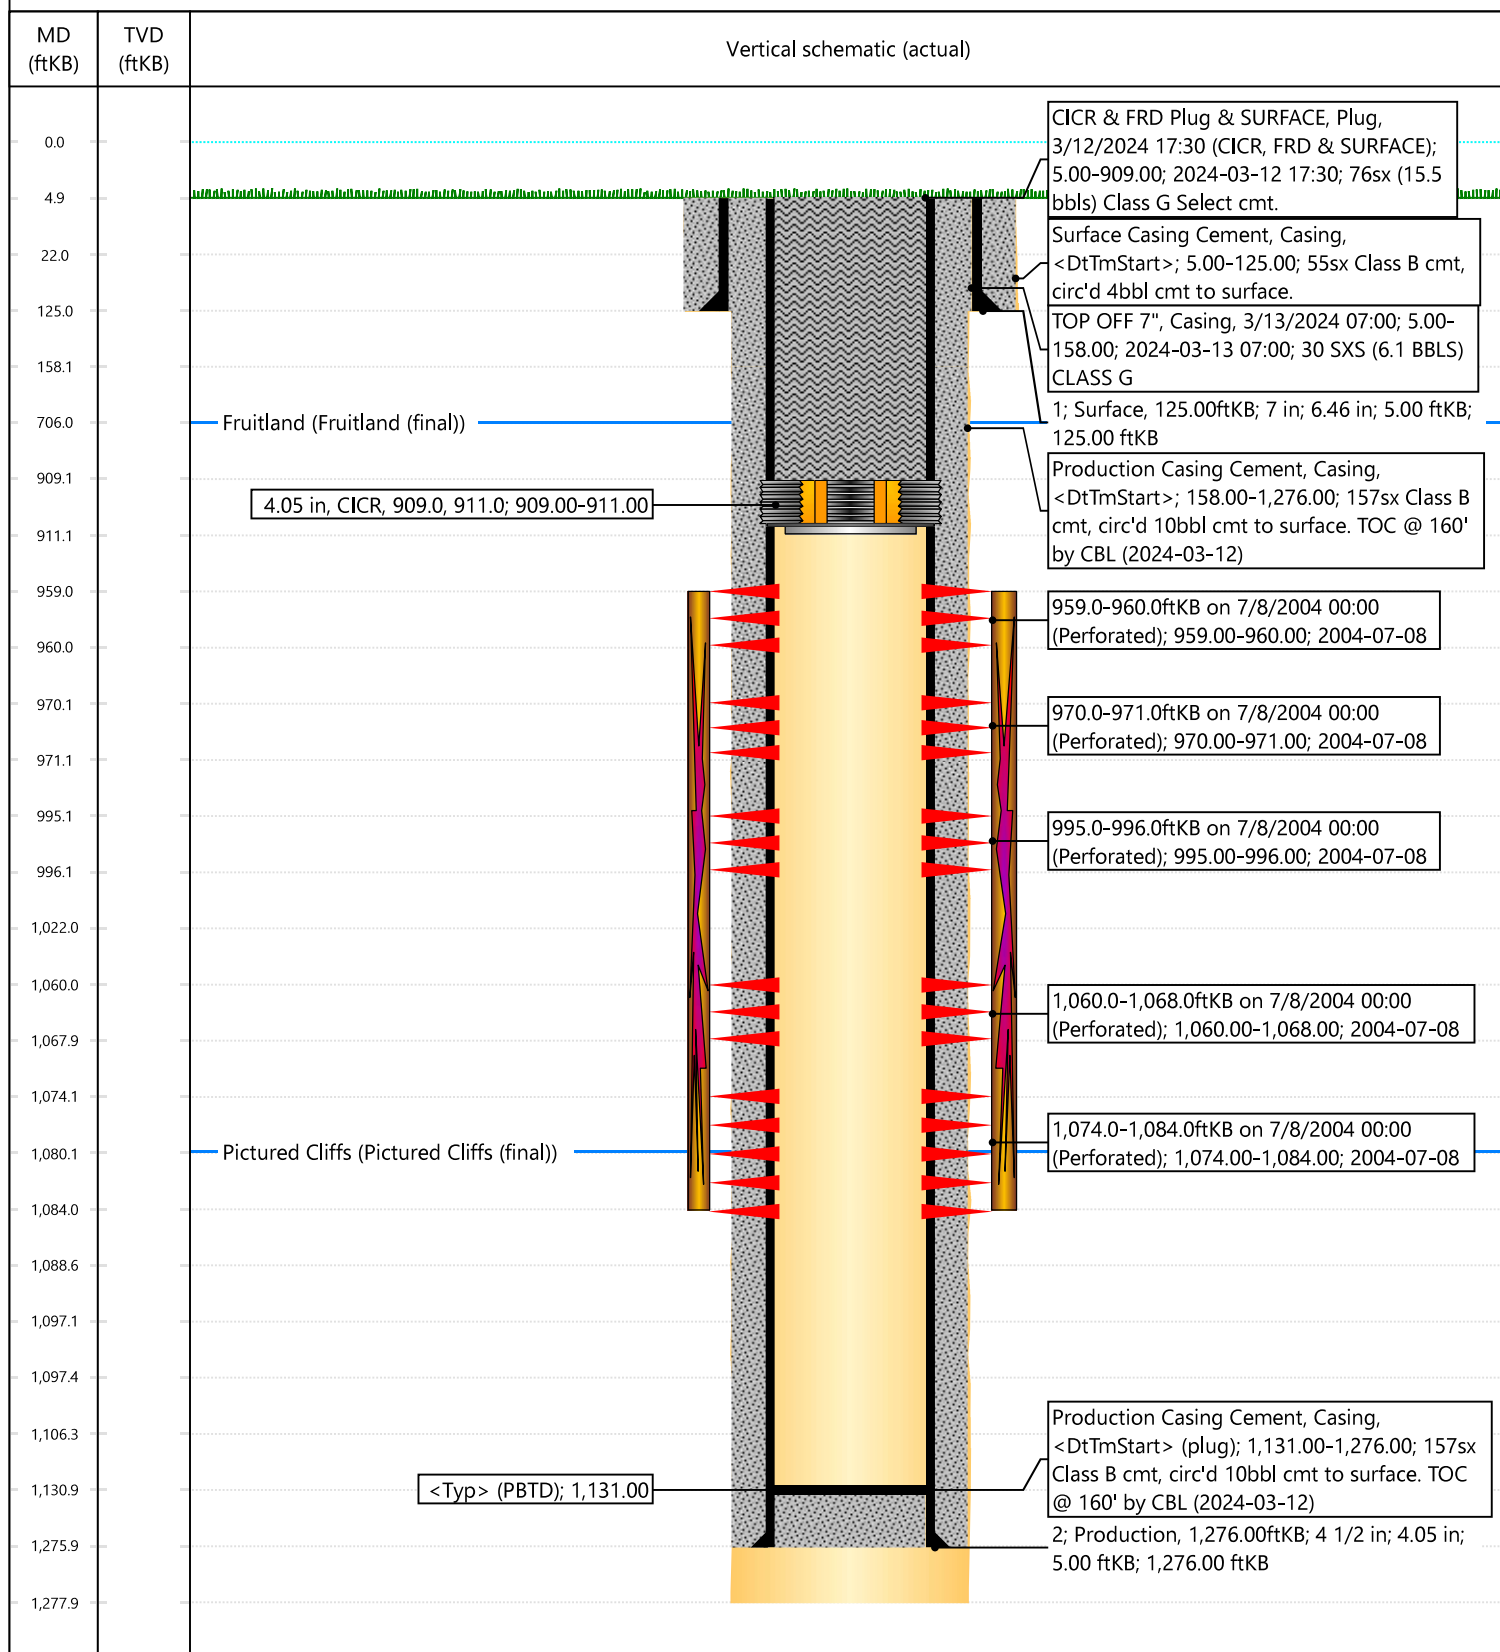 MD
(ftKB)
TVD
(ftKB)
Vertical schematic (actual)
0.0
4.9
22.0
125.0
158.1
706.0
909.1
911.1
959.0
960.0
970.1
971.1
995.1
996.1
1,022.0
1,060.0
1,067.9
1,074.1
1,080.1
1,084.0
1,088.6
1,097.1
1,097.4
1,106.3
1,130.9
1,275.9
1,277.9
Fruitland (Fruitland (final))
4.05 in, CICR, 909.0, 911.0; 909.00-911.00
Pictured Cliffs (Pictured Cliffs (final))
<Typ> (PBTD); 1,131.00
CICR & FRD Plug & SURFACE, Plug,
3/12/2024 17:30 (CICR, FRD & SURFACE);
5.00-909.00; 2024-03-12 17:30; 76sx (15.5
bbls) Class G Select cmt.
Surface Casing Cement, Casing,
<DtTmStart>; 5.00-125.00; 55sx Class B cmt,
circ'd 4bbl cmt to surface.
TOP OFF 7", Casing, 3/13/2024 07:00; 5.00-
158.00; 2024-03-13 07:00; 30 SXS (6.1 BBLS)
CLASS G
1; Surface, 125.00ftKB; 7 in; 6.46 in; 5.00 ftKB;
125.00 ftKB
Production Casing Cement, Casing,
<DtTmStart>; 158.00-1,276.00; 157sx Class B
cmt, circ'd 10bbl cmt to surface. TOC @ 160'
by CBL (2024-03-12)
959.0-960.0ftKB on 7/8/2004 00:00
(Perforated); 959.00-960.00; 2004-07-08
970.0-971.0ftKB on 7/8/2004 00:00
(Perforated); 970.00-971.00; 2004-07-08
995.0-996.0ftKB on 7/8/2004 00:00
(Perforated); 995.00-996.00; 2004-07-08
1,060.0-1,068.0ftKB on 7/8/2004 00:00
(Perforated); 1,060.00-1,068.00; 2004-07-08
1,074.0-1,084.0ftKB on 7/8/2004 00:00
(Perforated); 1,074.00-1,084.00; 2004-07-08
Production Casing Cement, Casing,
<DtTmStart> (plug); 1,131.00-1,276.00; 157sx
Class B cmt, circ'd 10bbl cmt to surface. TOC
@ 160' by CBL (2024-03-12)
2; Production, 1,276.00ftKB; 4 1/2 in; 4.05 in;
5.00 ftKB; 1,276.00 ftKB